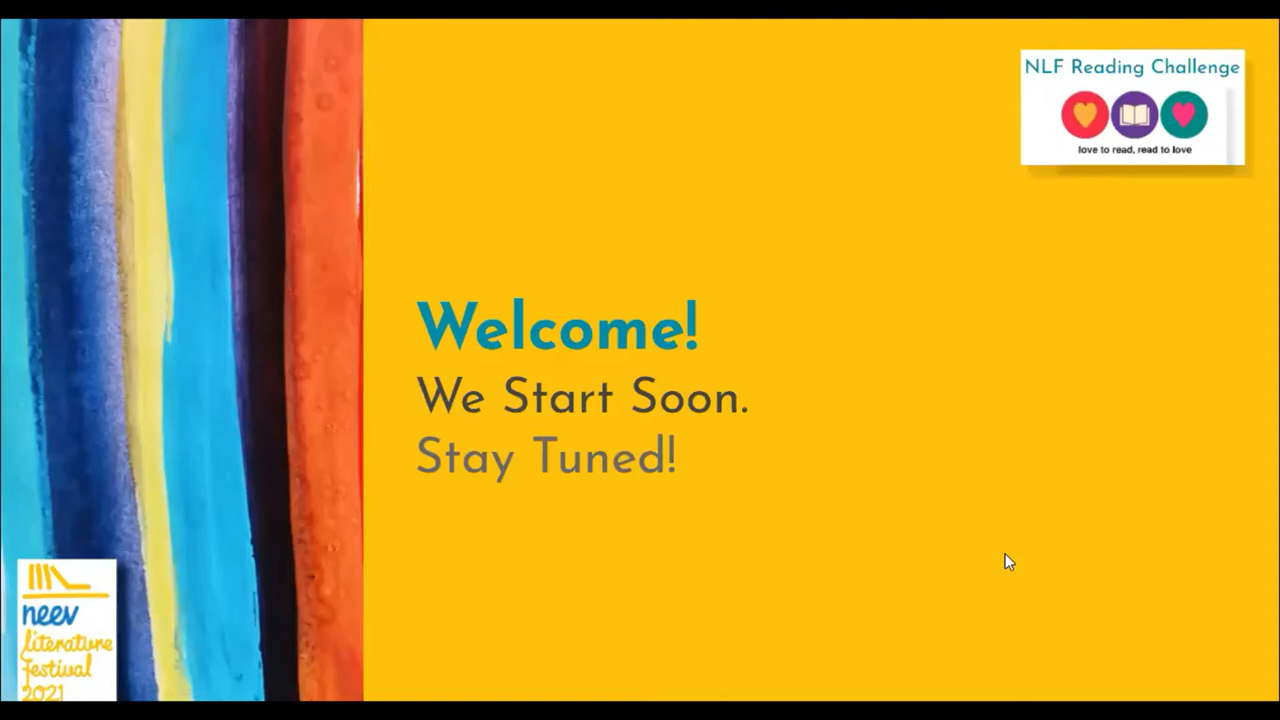 NLF Reading Challenge
love to read, read to love
Welcome!
We Start Soon.
Stay Tuned!
neev
literature
festival
2021